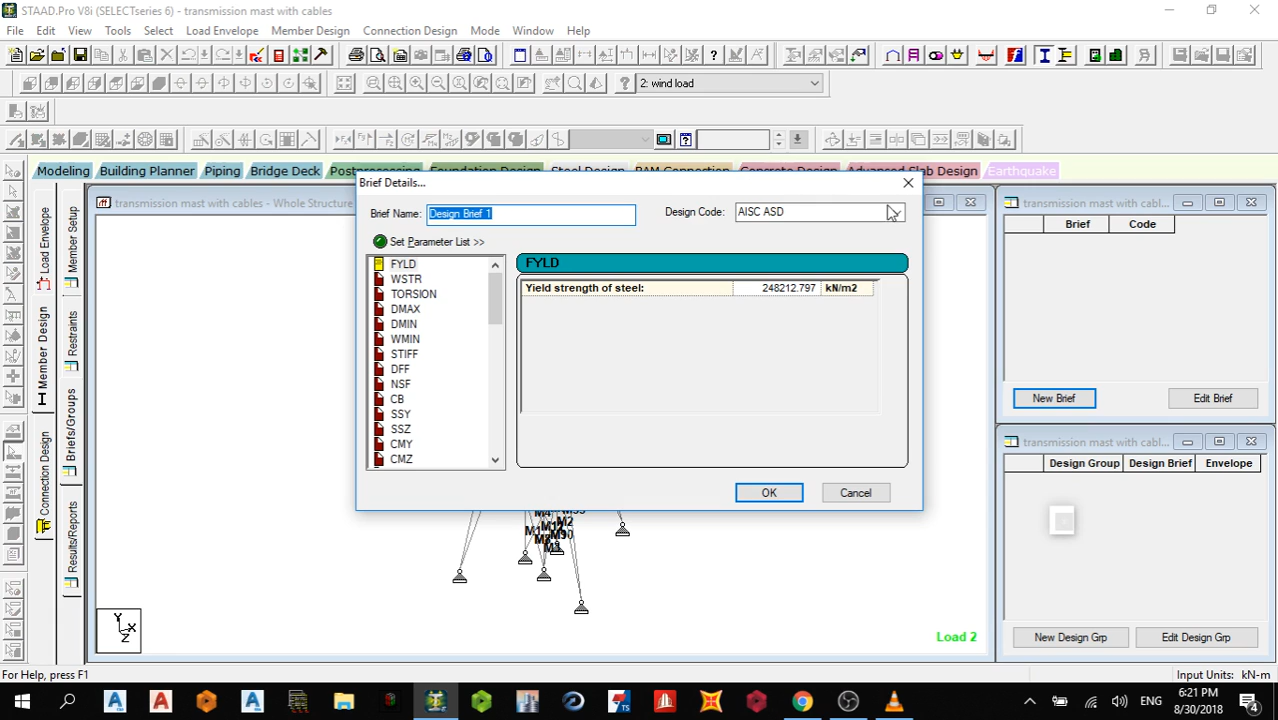 STAAD.Pro V8i (SELECTseries 6) - transmission mast with cables
File Edit View Tools Select Load Envelope Member Design Connection Design Mode Window Help
2: wind load
Modeling Building Planner Piping Bridge Deck Postprocessing Foundation Design Steel Design RAM Connection Concrete Design Advanced Slab Design Earthquake
transmission mast with cables - Whole Structure
Load Envelope
Member Design
Connection Design
Member Setup
Restraints
Briefs/Groups
Results/Reports
Brief Details...
Brief Name: Design Brief 1
Design Code: AISC ASD
Set Parameter List >>
FYLD
WSTR
TORSION
DMAX
DMIN
WMIN
STIFF
DFF
NSF
CB
SSY
SSZ
CMY
CMZ
FYLD
Yield strength of steel: 248212.797 kN/m2
OK Cancel
Y
X
Z
Load 2
transmission mast with cabl...
Brief Code
New Brief Edit Brief
transmission mast with cabl...
Design Group Design Brief Envelope
New Design Grp Edit Design Grp
For Help, press F1
Input Units: kN-m
ENG
6:21 PM
8/30/2018
4